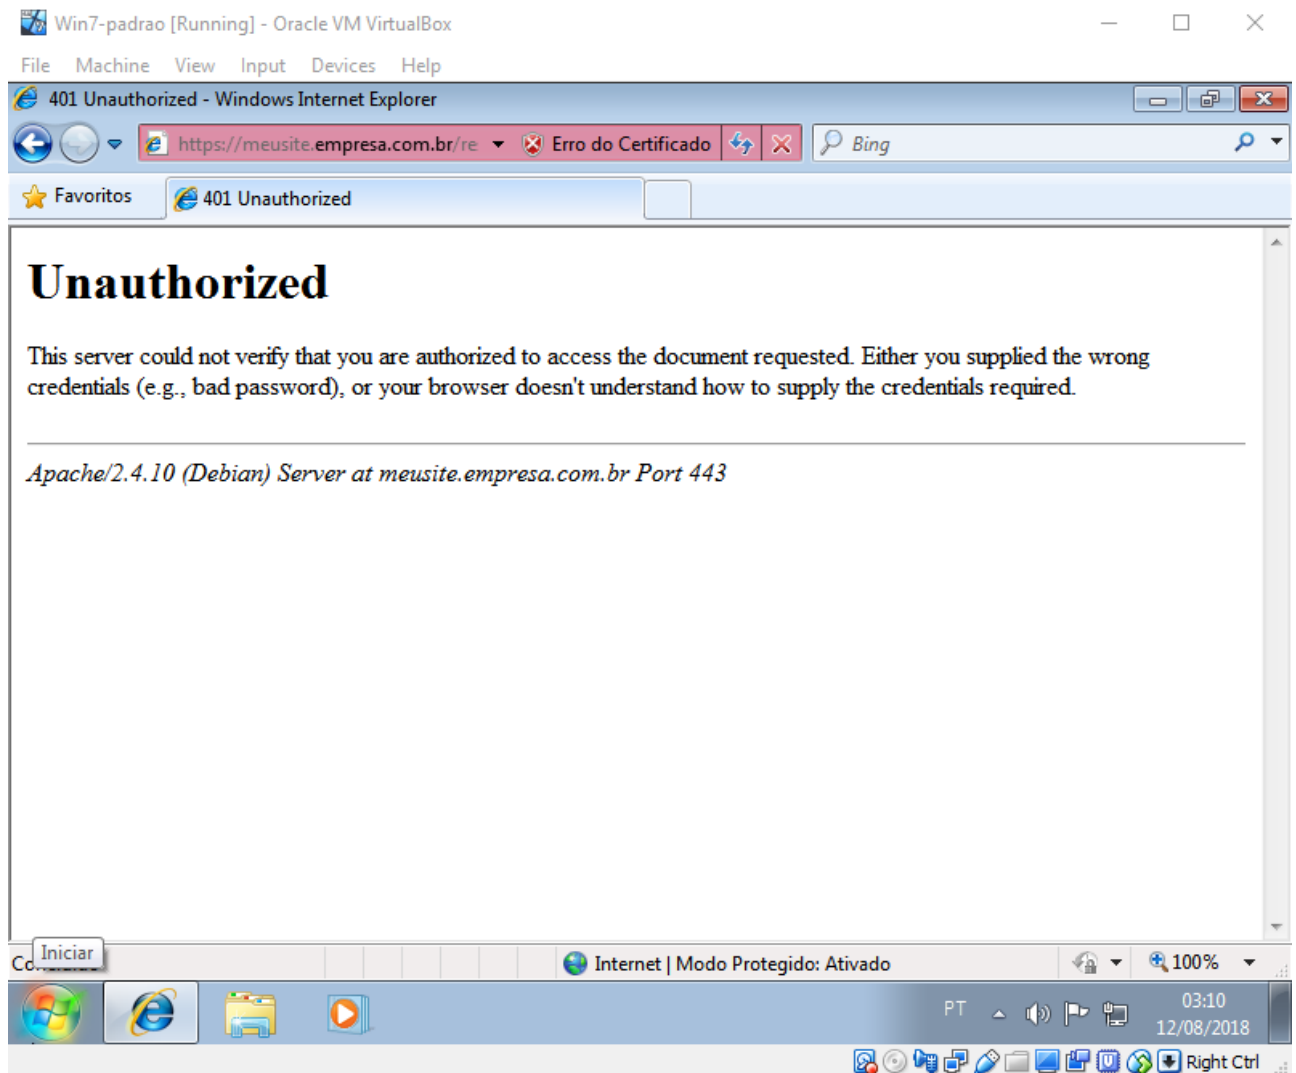 Win7-padrao [Running] - Oracle VM VirtualBox
File Machine View Input Devices Help
401 Unauthorized - Windows Internet Explorer
https://meusite.empresa.com.br/re Erro do Certificado Bing
Favoritos 401 Unauthorized
Unauthorized
This server could not verify that you are authorized to access the document requested. Either you supplied the wrong
credentials (e.g., bad password), or your browser doesn't understand how to supply the credentials required.
Apache/2.4.10 (Debian) Server at meusite.empresa.com.br Port 443
Iniciar
Internet | Modo Protegido: Ativado 100%
PT 03:10
12/08/2018
Right Ctrl